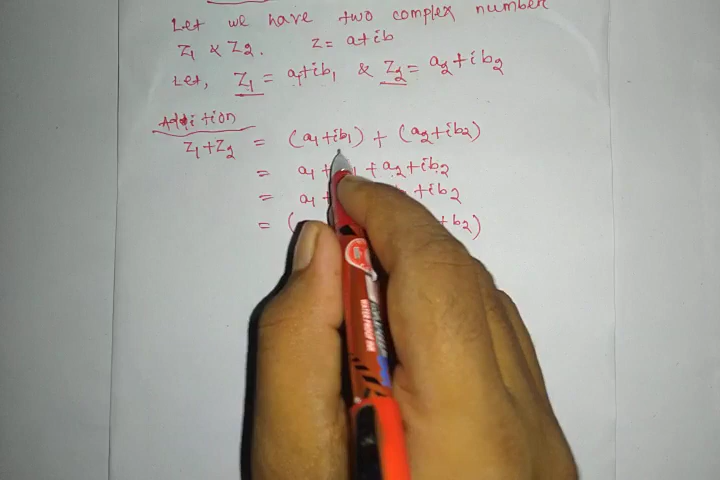 Let we have two complex number
Z₁ & Z₂. Z = a+ib
Let, Z₁ = a₁+ib₁ & Z₂ = a₂+ib₂
Addition
Z₁+Z₂ = (a₁+ib₁) + (a₂+ib₂)
= a₁ + + a₂+ib₂
= a₁ + + ib₂
= ( + b₂)